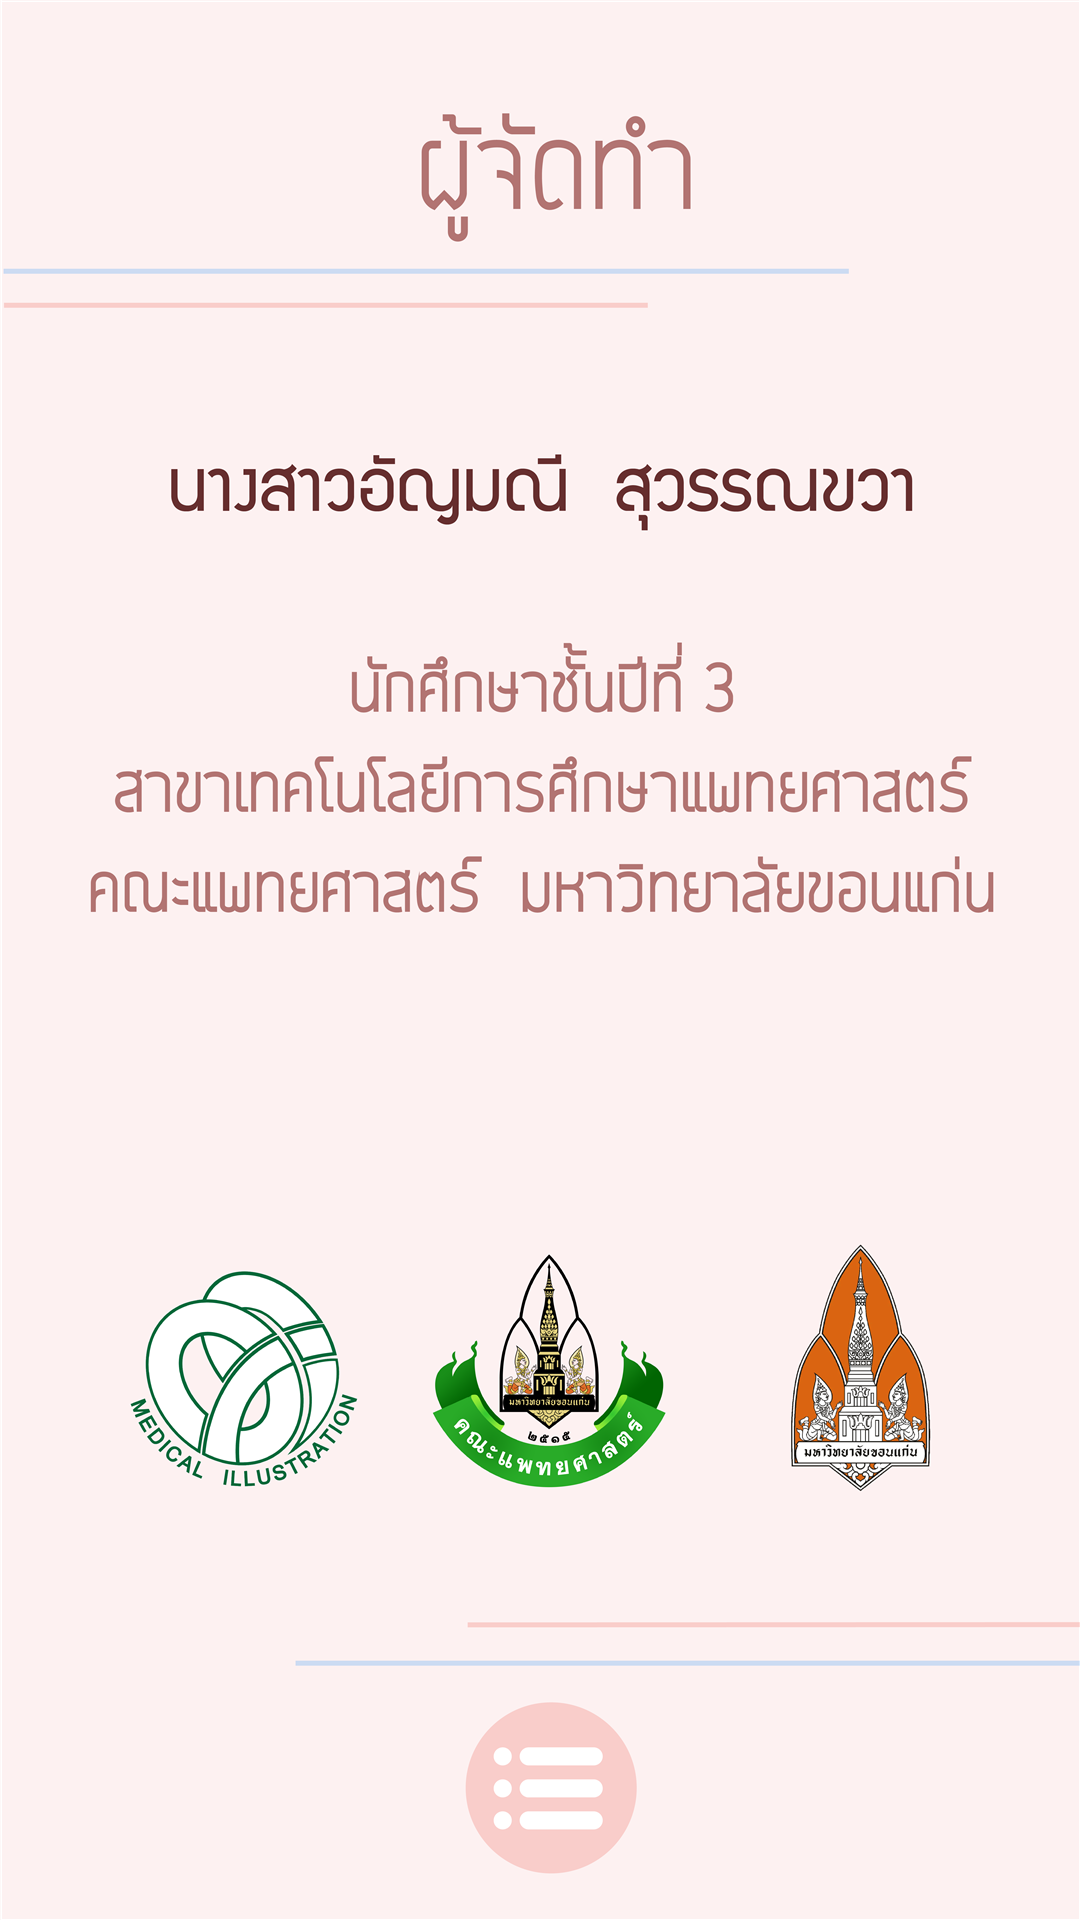 ผู้จัดทำ
นางสาวอัญมณี สุวรรณขวา
นักศึกษาชั้นปีที่ 3
สาขาเทคโนโลยีการศึกษาแพทยศาสตร์
คณะแพทยศาสตร์ มหาวิทยาลัยขอนแก่น
MEDICAL ILLUSTRATION
มหาวิทยาลัยขอนแก่น
๒๕๑๕
คณะแพทยศาสตร์
มหาวิทยาลัยขอนแก่น